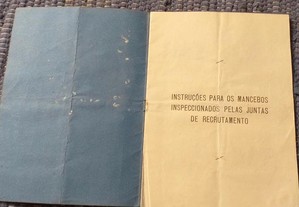 INSTRUÇÕES PARA OS MANCEBOS
INSPECCIONADOS PELAS JUNTAS
DE RECRUTAMENTO